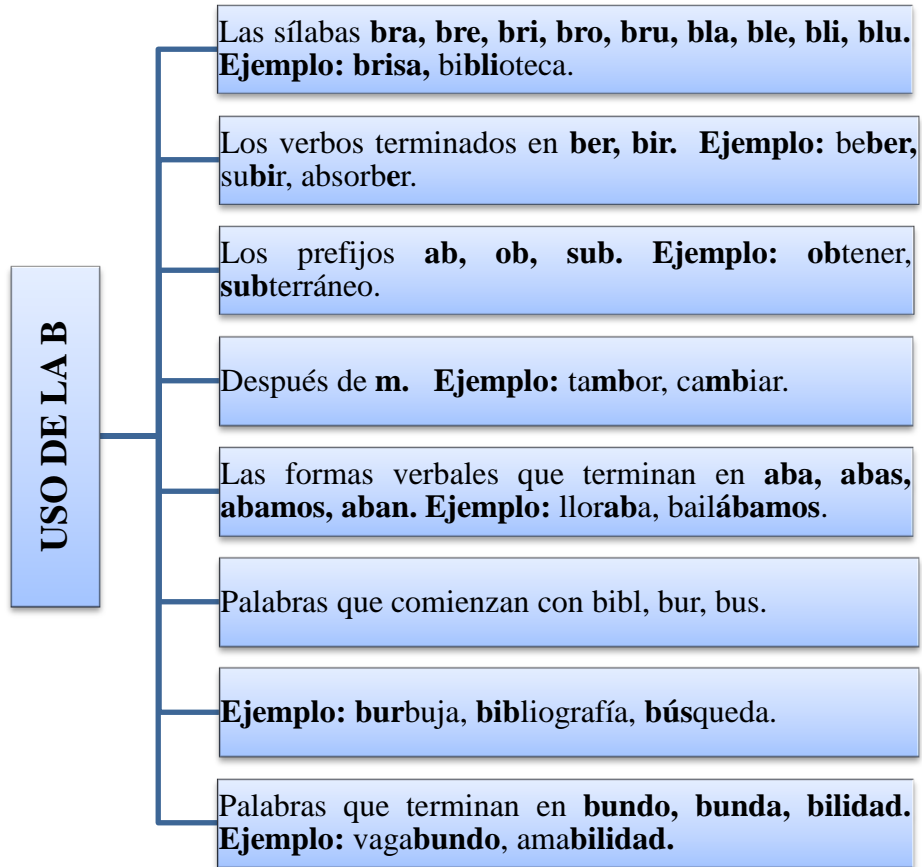 USO DE LA B
Las sílabas bra, bre, bri, bro, bru, bla, ble, bli, blu.
Ejemplo: brisa, biblioteca.
Los verbos terminados en ber, bir. Ejemplo: beber,
subir, absorber.
Los prefijos ab, ob, sub. Ejemplo: obtener,
subterráneo.
Después de m. Ejemplo: tambor, cambiar.
Las formas verbales que terminan en aba, abas,
abamos, aban. Ejemplo: lloraba, bailábamos.
Palabras que comienzan con bibl, bur, bus.
Ejemplo: burbuja, bibliografía, búsqueda.
Palabras que terminan en bundo, bunda, bilidad.
Ejemplo: vagabundo, amabilidad.